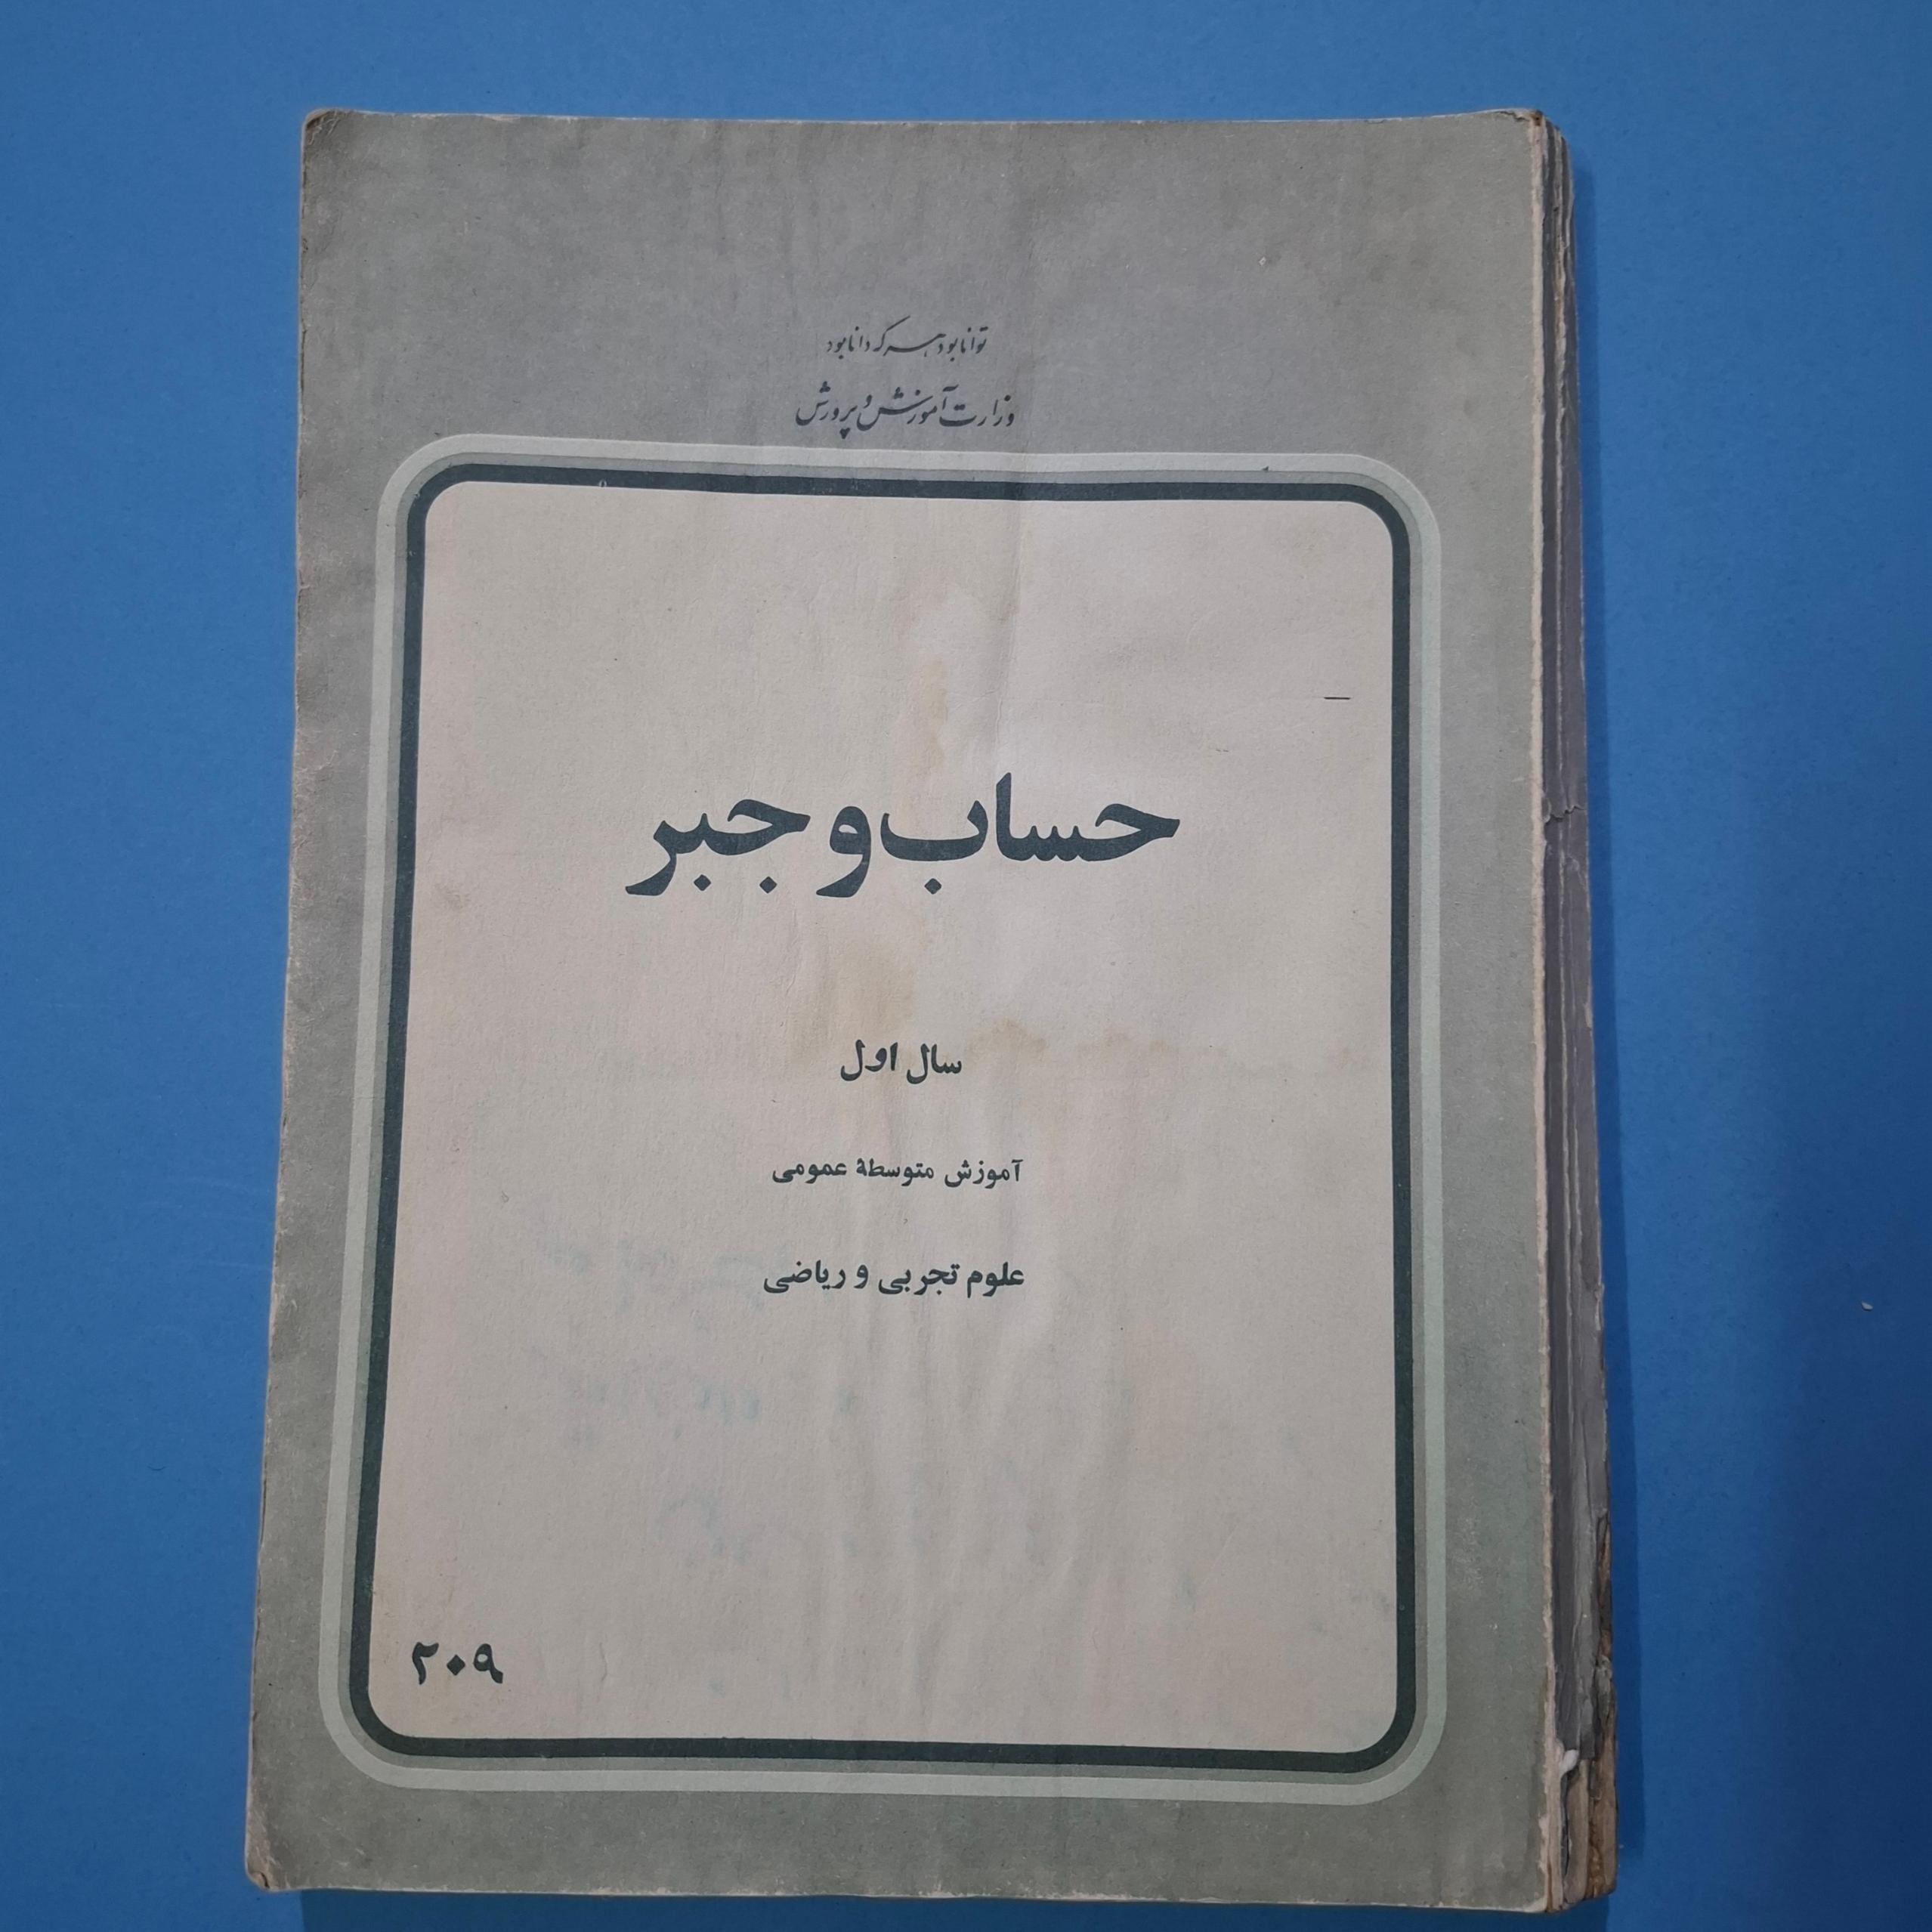 توانا بود هر که دانا بود
وزارت آموزش و پرورش
حساب و جبر
سال اول
آموزش متوسطهٔ عمومی
علوم تجربی و ریاضی
۲۰۹